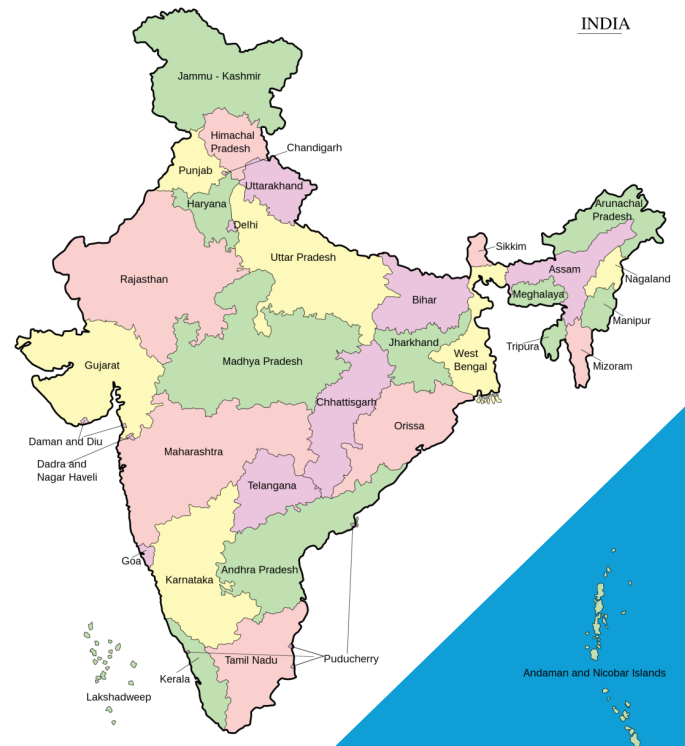 INDIA
Jammu - Kashmir
Himachal
Pradesh
Chandigarh
Punjab
Uttarakhand
Haryana
Delhi
Arunachal
Pradesh
Sikkim
Uttar Pradesh
Assam
Nagaland
Rajasthan
Bihar
Meghalaya
Manipur
Jharkhand
Tripura
West
Bengal
Gujarat
Madhya Pradesh
Mizoram
Chhattisgarh
Orissa
Daman and Diu
Maharashtra
Dadra and
Nagar Haveli
Telangana
Goa
Andhra Pradesh
Karnataka
Puducherry
Tamil Nadu
Kerala
Andaman and Nicobar Islands
Lakshadweep